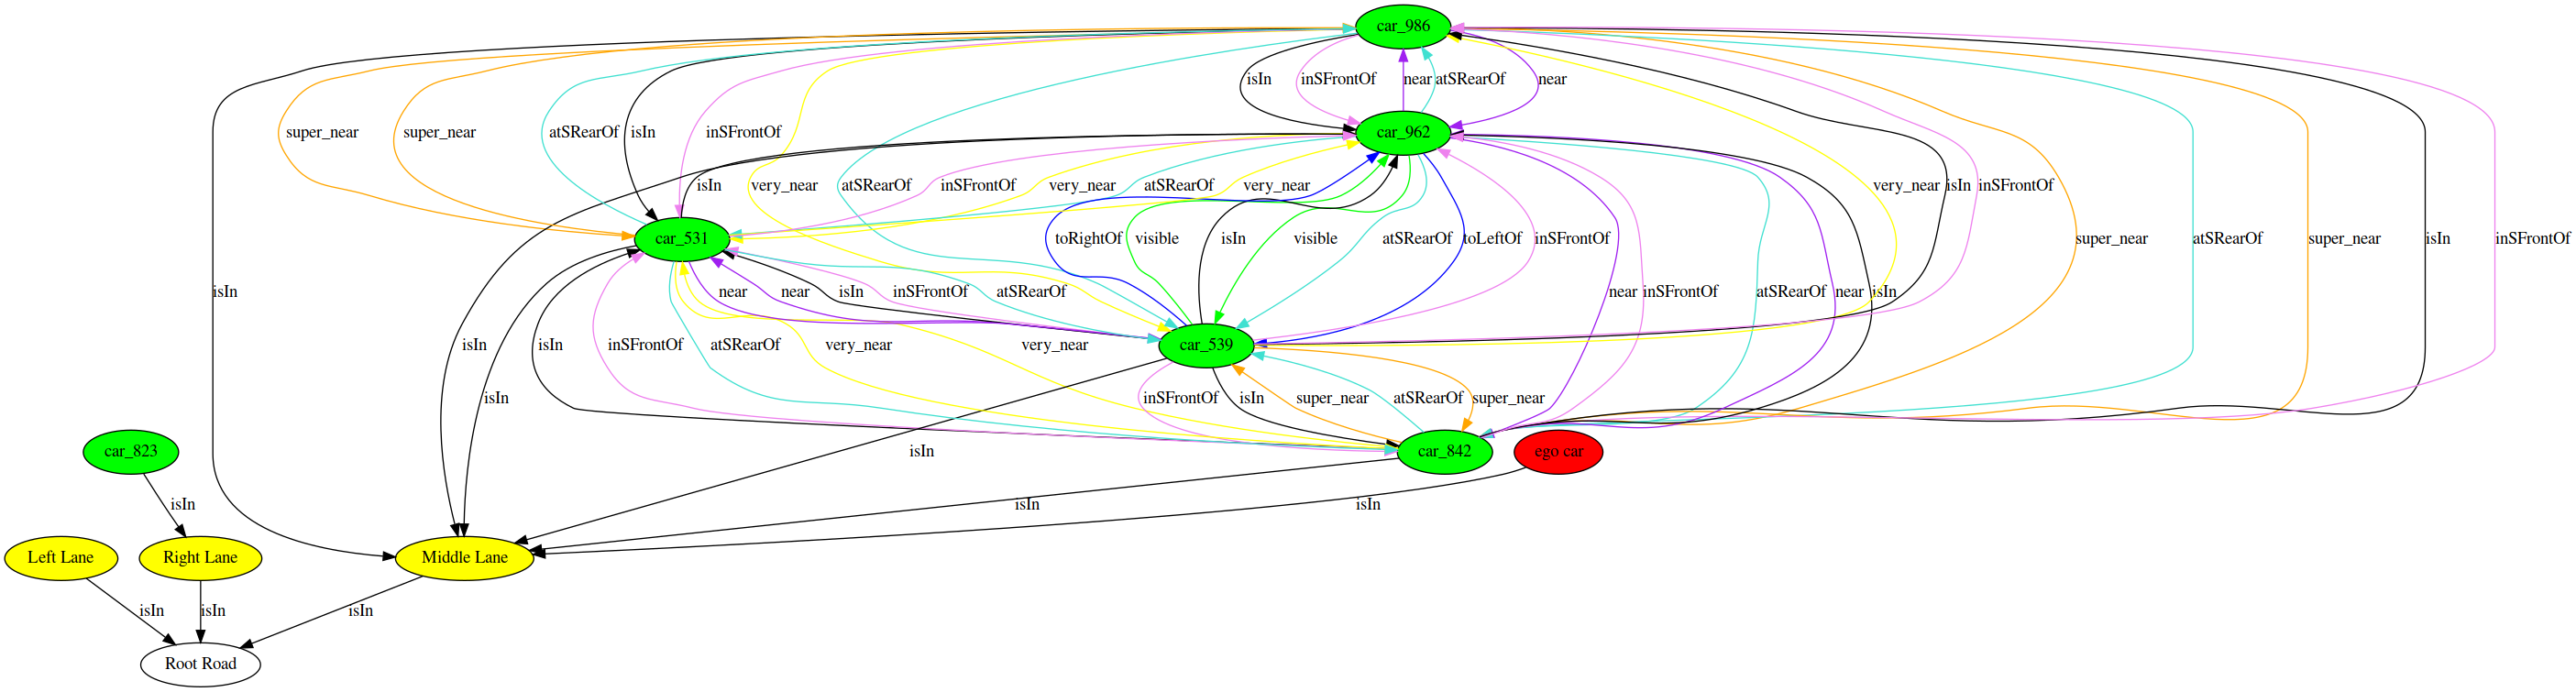 car_986
isIn
inSFrontOf
near
atSRearOf
near
super_near
super_near
atSRearOf
isIn
inSFrontOf
car_962
isIn
very_near
atSRearOf
inSFrontOf
very_near
atSRearOf
very_near
very_near
isIn
inSFrontOf
car_531
toRightOf
visible
isIn
visible
atSRearOf
toLeftOf
inSFrontOf
super_near
atSRearOf
super_near
isIn
inSFrontOf
isIn
near
near
isIn
inSFrontOf
atSRearOf
near
inSFrontOf
atSRearOf
near
isIn
isIn
isIn
inSFrontOf
atSRearOf
very_near
very_near
car_539
isIn
inSFrontOf
isIn
super_near
atSRearOf
super_near
car_823
isIn
car_842
ego car
isIn
isIn
isIn
Left Lane
Right Lane
Middle Lane
isIn
isIn
isIn
Root Road